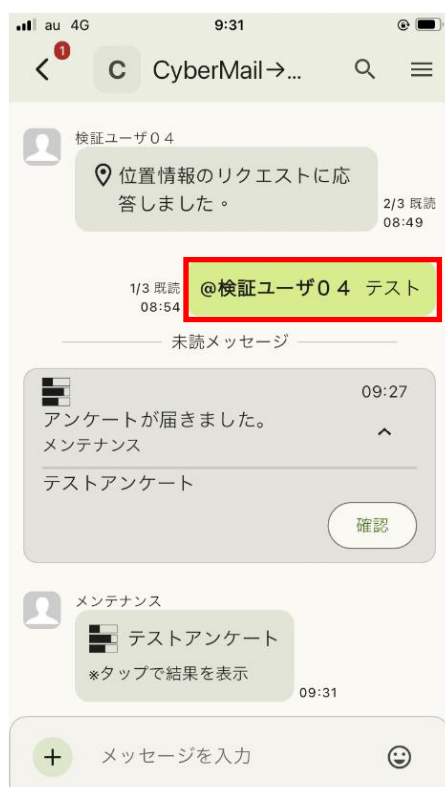 au 4G 9:31
1
C CyberMail→...
検証ユーザ04
位置情報のリクエストに応
答しました。
2/3 既読
08:49
1/3 既読
08:54
@検証ユーザ04 テスト
未読メッセージ
09:27
アンケートが届きました。
メンテナンス
テストアンケート
確認
メンテナンス
テストアンケート
※タップで結果を表示
09:31
+ メッセージを入力